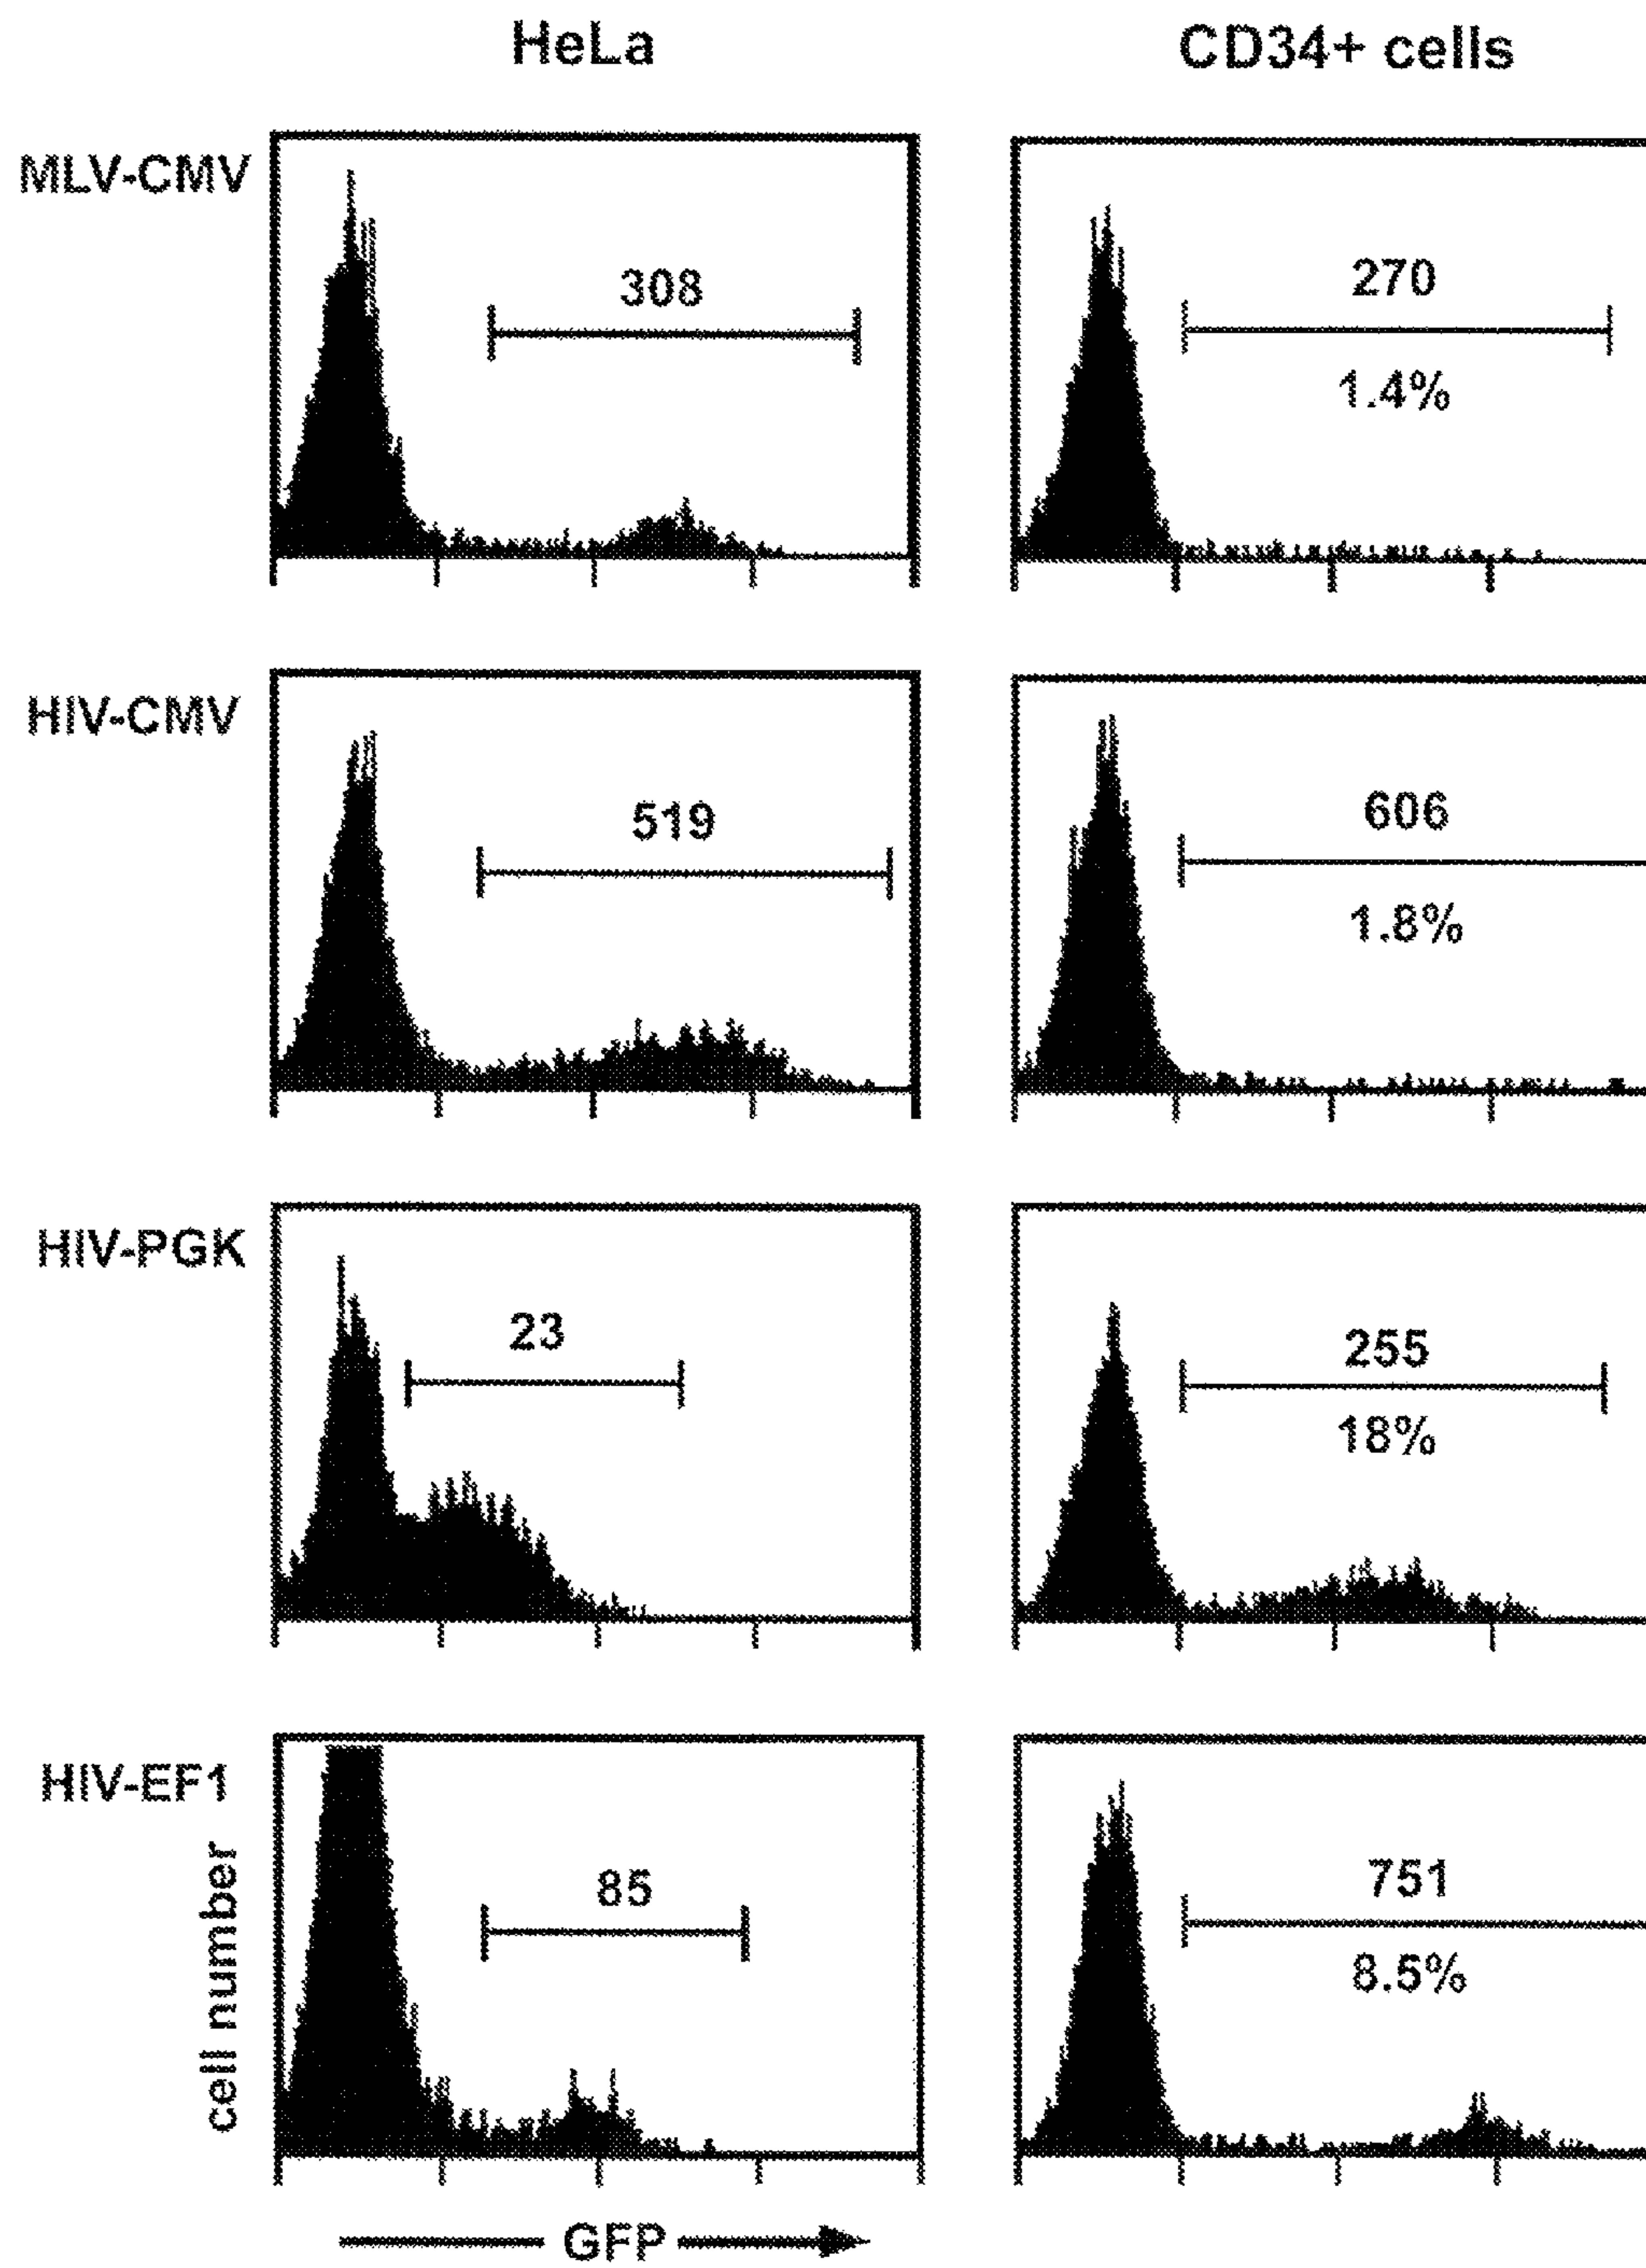 HeLa
CD34+ cells
MLV-CMV
308
270
1.4%
HIV-CMV
519
606
1.8%
HIV-PGK
23
255
18%
HIV-EF1
85
751
8.5%
cell number
GFP